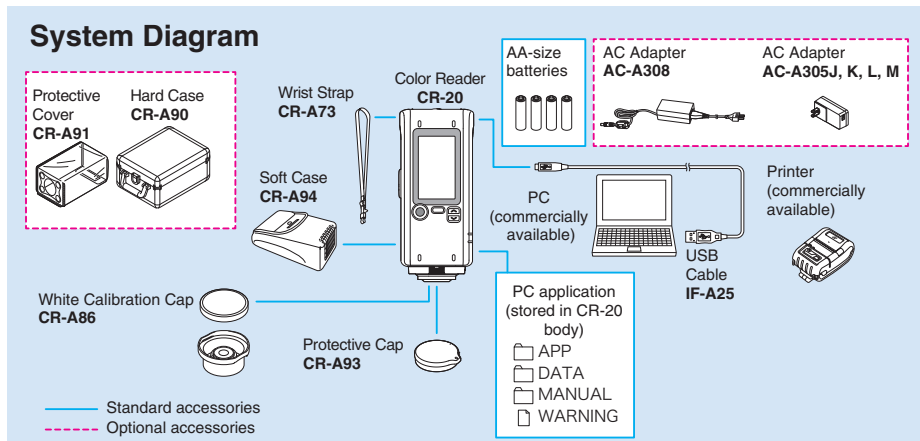 System Diagram
Protective
Cover
CR-A91
Hard Case
CR-A90
Wrist Strap
CR-A73
Color Reader
CR-20
AA-size
batteries
AC Adapter
AC-A308
AC Adapter
AC-A305J, K, L, M
Soft Case
CR-A94
PC
(commercially
available)
Printer
(commercially
available)
USB
Cable
IF-A25
White Calibration Cap
CR-A86
Protective Cap
CR-A93
PC application
(stored in CR-20
body)
APP
DATA
MANUAL
WARNING
Standard accessories
Optional accessories